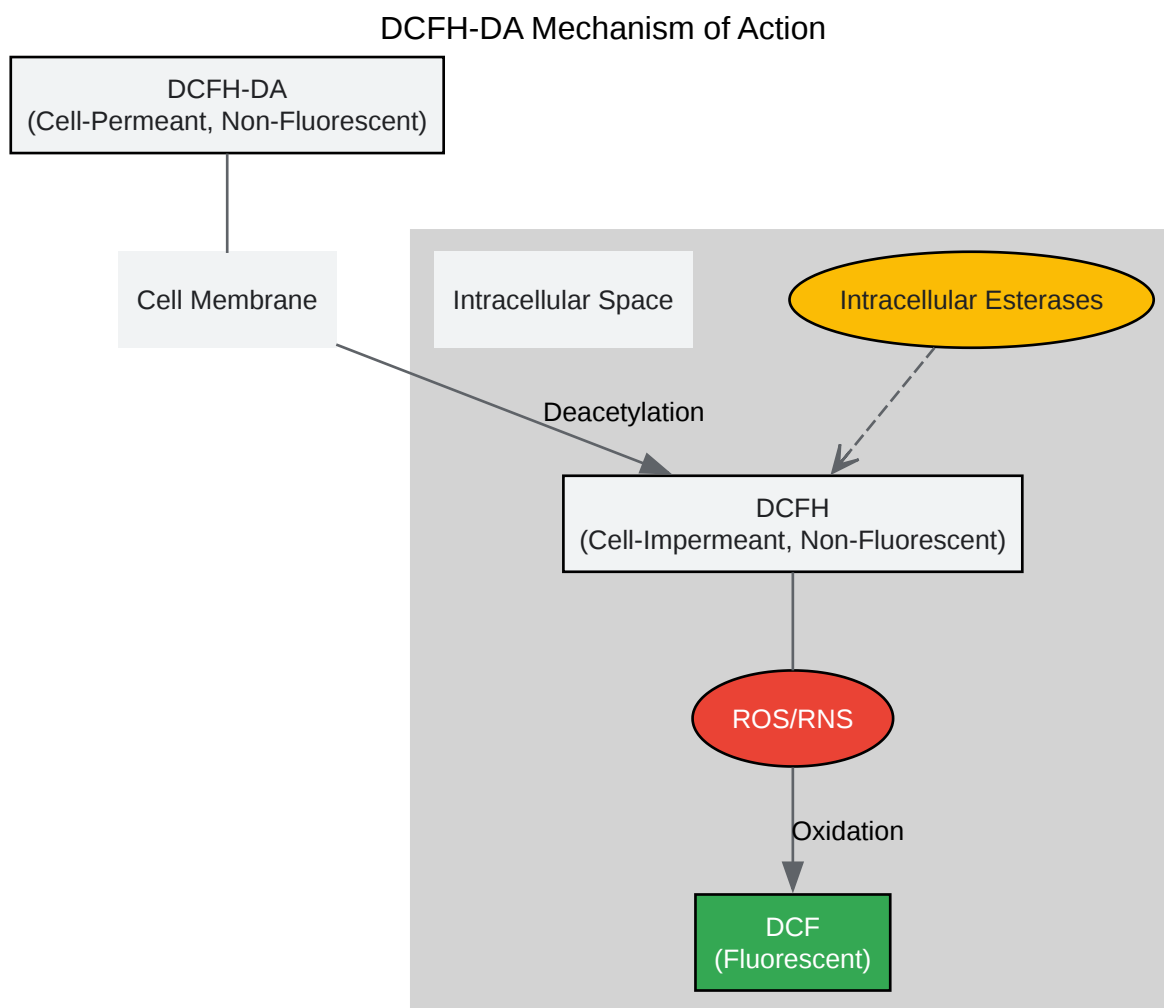 DCFH-DA Mechanism of Action
DCFH-DA
(Cell-Permeant, Non-Fluorescent)
Cell Membrane
Intracellular Space
Intracellular Esterases
Deacetylation
DCFH
(Cell-Impermeant, Non-Fluorescent)
ROS/RNS
Oxidation
DCF
(Fluorescent)